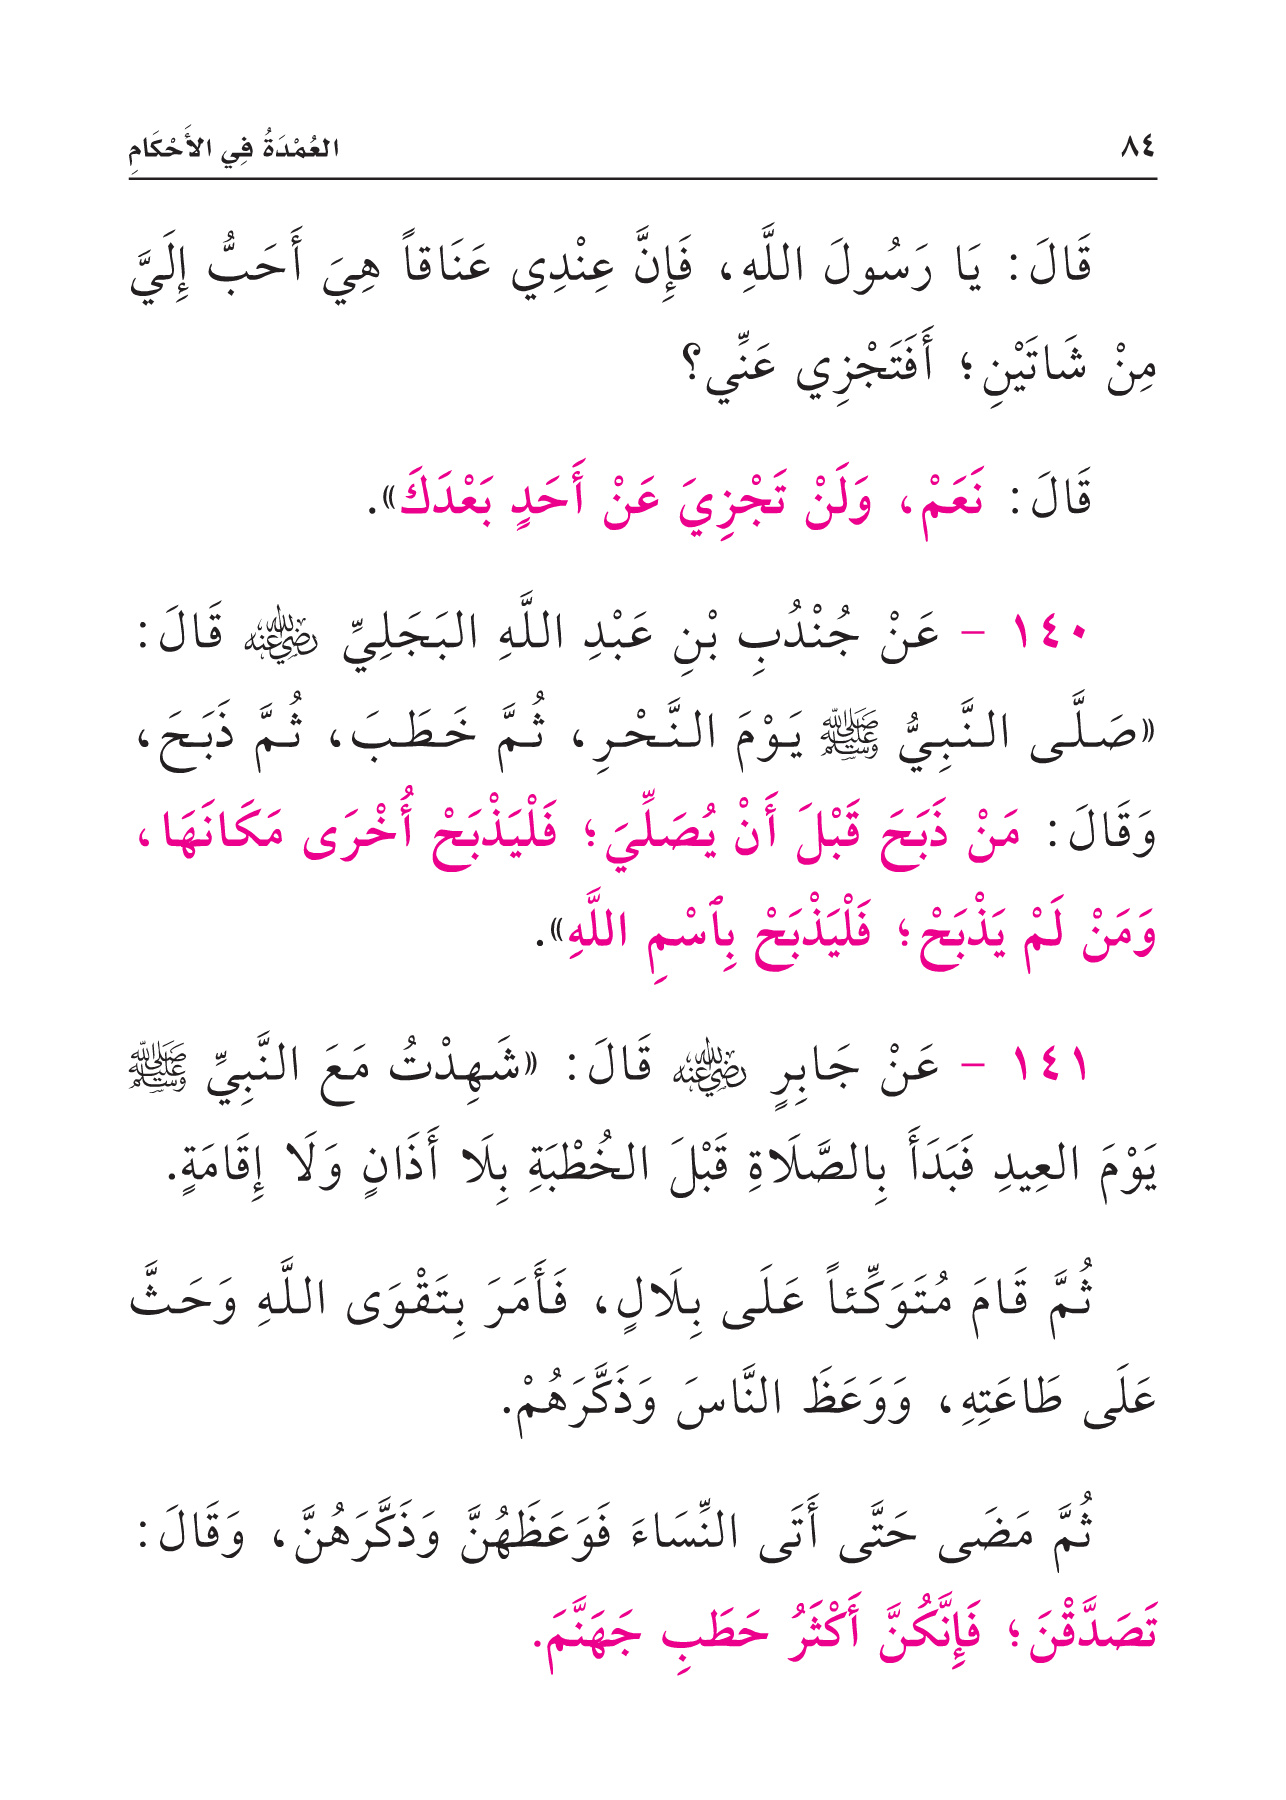 ٨٤ العُمْدَةُ فِي الأَحْكَامِ
قَالَ: يَا رَسُولَ اللَّهِ، فَإِنَّ عِنْدِي عَنَاقاً هِيَ أَحَبُّ إِلَيَّ
مِنْ شَاتَيْنِ؛ أَفَتَجْزِي عَنِّي؟
قَالَ: نَعَمْ، وَلَنْ تَجْزِيَ عَنْ أَحَدٍ بَعْدَكَ».
١٤٠ - عَنْ جُنْدُبِ بْنِ عَبْدِ اللَّهِ البَجَلِيِّ رضي الله عنه قَالَ:
«صَلَّى النَّبِيُّ ﷺ يَوْمَ النَّحْرِ، ثُمَّ خَطَبَ، ثُمَّ ذَبَحَ،
وَقَالَ: مَنْ ذَبَحَ قَبْلَ أَنْ يُصَلِّيَ؛ فَلْيَذْبَحْ أُخْرَى مَكَانَهَا،
وَمَنْ لَمْ يَذْبَحْ؛ فَلْيَذْبَحْ بِٱسْمِ اللَّهِ».
١٤١ - عَنْ جَابِرٍ رضي الله عنه قَالَ: «شَهِدْتُ مَعَ النَّبِيِّ ﷺ
يَوْمَ العِيدِ فَبَدَأَ بِالصَّلَاةِ قَبْلَ الخُطْبَةِ بِلَا أَذَانٍ وَلَا إِقَامَةٍ.
ثُمَّ قَامَ مُتَوَكِّئاً عَلَى بِلَالٍ، فَأَمَرَ بِتَقْوَى اللَّهِ وَحَثَّ
عَلَى طَاعَتِهِ، وَوَعَظَ النَّاسَ وَذَكَّرَهُمْ.
ثُمَّ مَضَى حَتَّى أَتَى النِّسَاءَ فَوَعَظَهُنَّ وَذَكَّرَهُنَّ، وَقَالَ:
تَصَدَّقْنَ؛ فَإِنَّكُنَّ أَكْثَرُ حَطَبِ جَهَنَّمَ.